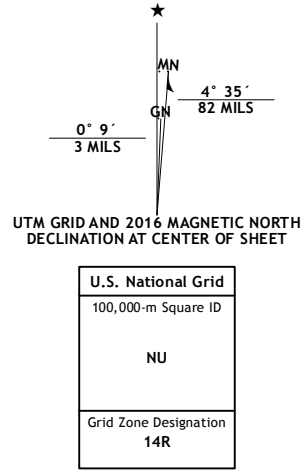 ★
MN
GN
4° 35´
82 MILS
0° 9´
3 MILS
UTM GRID AND 2016 MAGNETIC NORTH
DECLINATION AT CENTER OF SHEET
U.S. National Grid
100,000-m Square ID
NU
Grid Zone Designation
14R